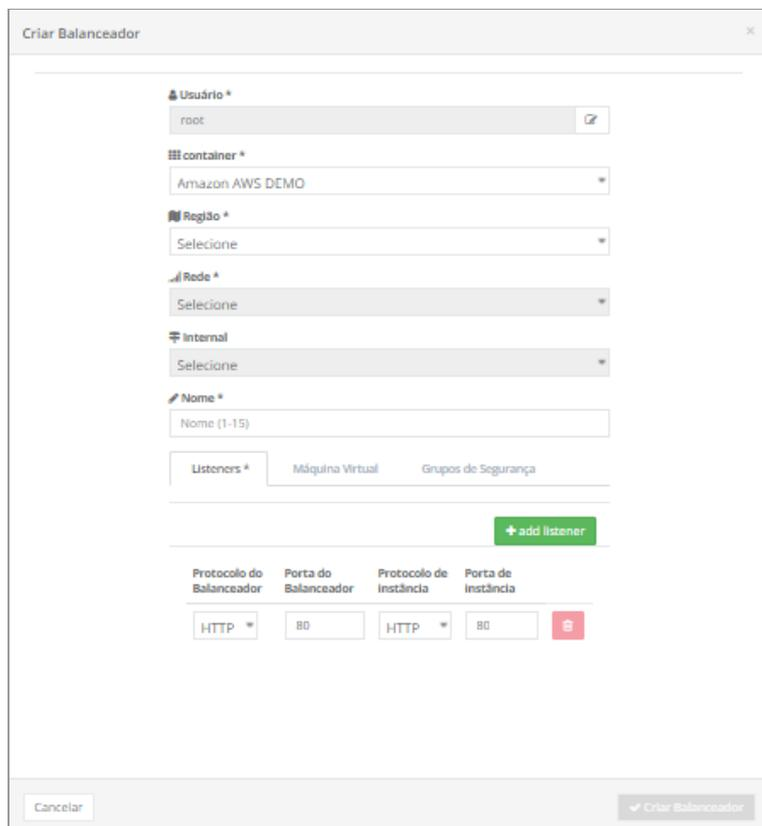 Criar Balanceador
×
Usuário *
root
container *
Amazon AWS DEMO
Região *
Selecione
Rede *
Selecione
Internal
Selecione
Nome *
Nome (1-15)
Listeners * Máquina Virtual Grupos de Segurança
+ add listener
Protocolo do Porta do Protocolo de Porta de
Balanceador Balanceador instância instância
HTTP 80 HTTP 80
Cancelar Criar Balanceador